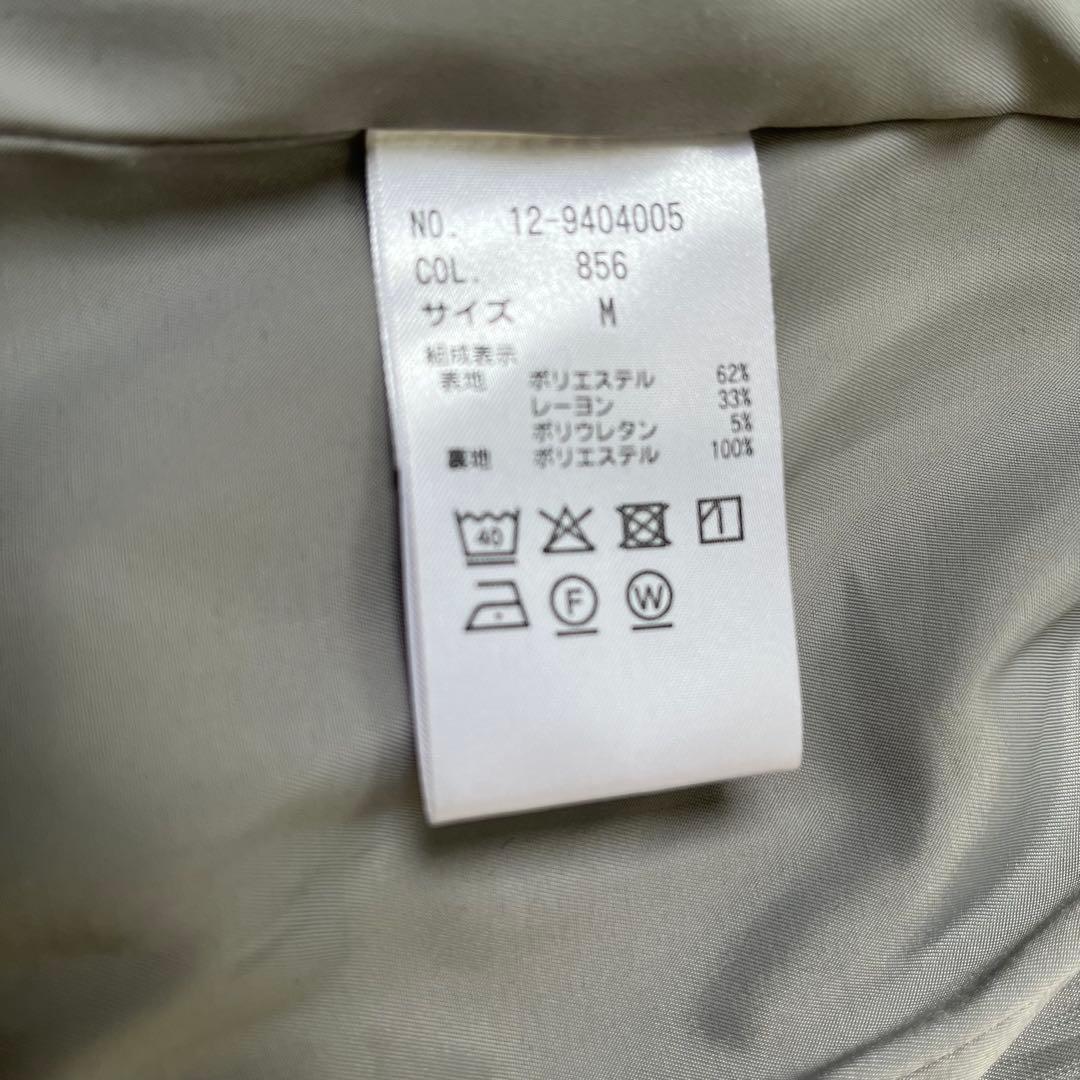 NO. 12-9404005
COL. 856
サイズ M
組成表示
表地 ポリエステル 62%
レーヨン 33%
ポリウレタン 5%
裏地 ポリエステル 100%
40
F W